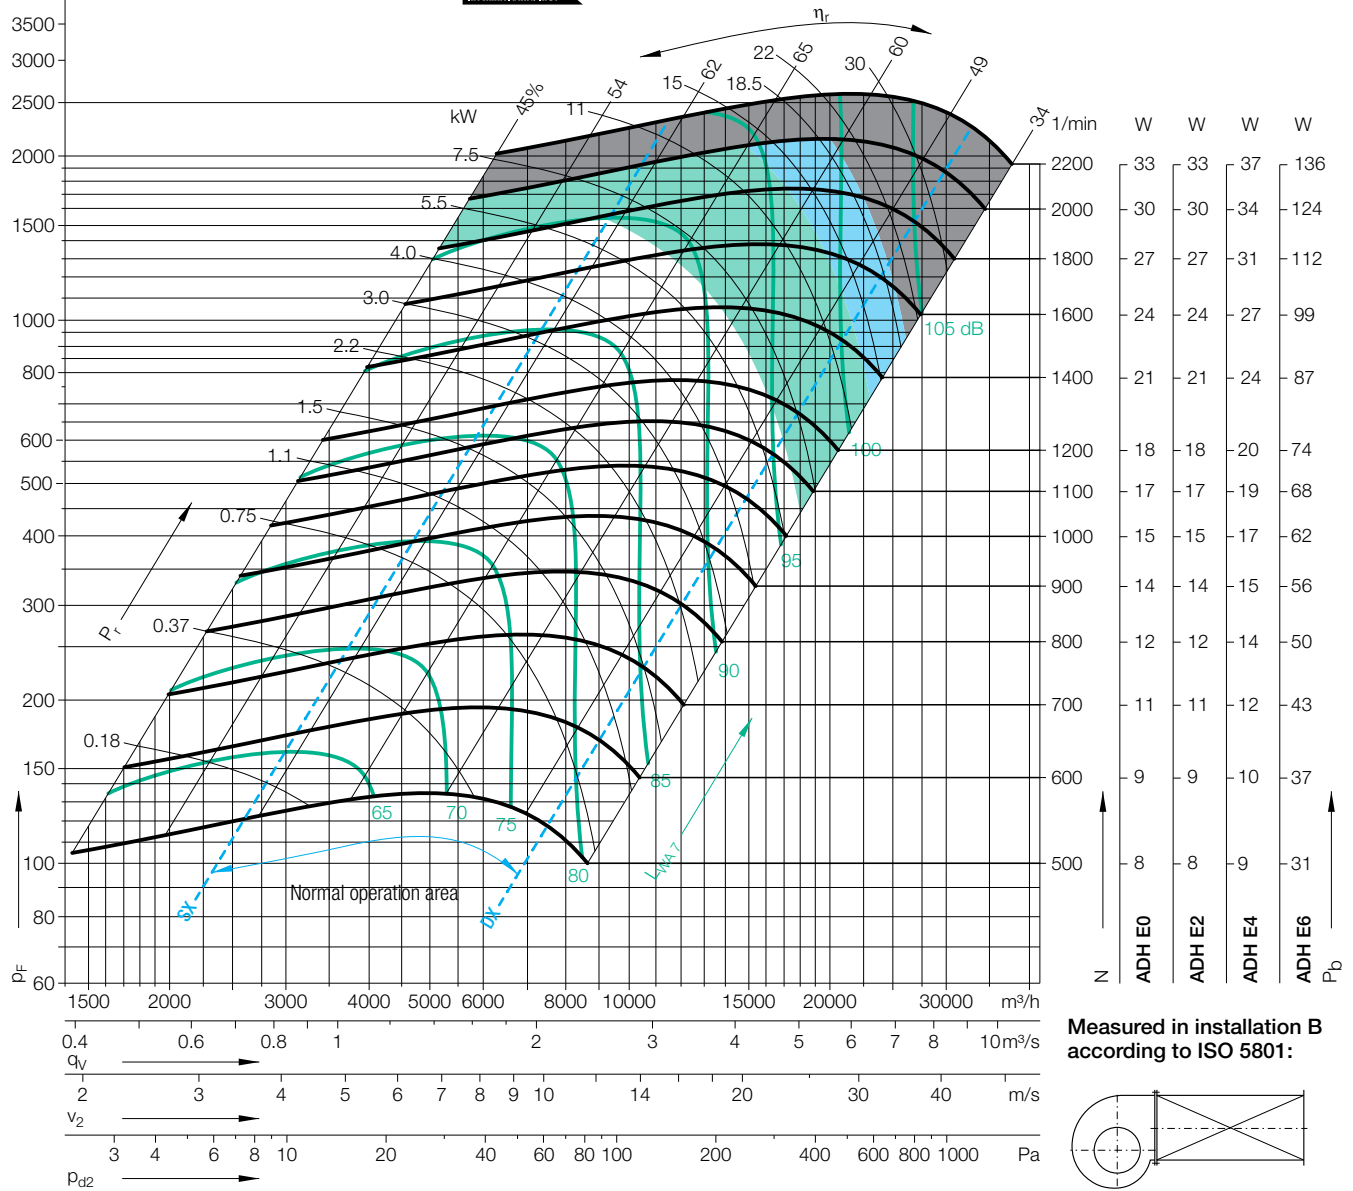 η r
3500
3000
2500
2000
1500
1000
800
600
500
400
300
200
150
100
80
60
p F
kW
45%
54
62
65
60
49
34
7.5
11
15
18.5
22
30
5.5
4.0
3.0
2.2
1.5
1.1
0.75
0.37
0.18
P r
105 dB
100
95
90
85
80
75
70
65
L WA 7
SX
DX
Normal operation area
1/min W W W W
2200 33 33 37 136
2000 30 30 34 124
1800 27 27 31 112
1600 24 24 27 99
1400 21 21 24 87
1200 18 18 20 74
1100 17 17 19 68
1000 15 15 17 62
900 14 14 15 56
800 12 12 14 50
700 11 11 12 43
600 9 9 10 37
500 8 8 9 31
N ADH E0 ADH E2 ADH E4 ADH E6 P b
1500 2000 3000 4000 5000 6000 8000 10000 15000 20000 30000 m³/h
0.4 0.6 0.8 1 2 3 4 5 6 7 8 10 m³/s
q V
2 3 4 5 6 7 8 9 10 14 20 30 40 m/s
v 2
3 4 6 8 10 20 40 60 80 100 200 400 600 800 1000 Pa
p d2
Measured in installation B
according to ISO 5801: